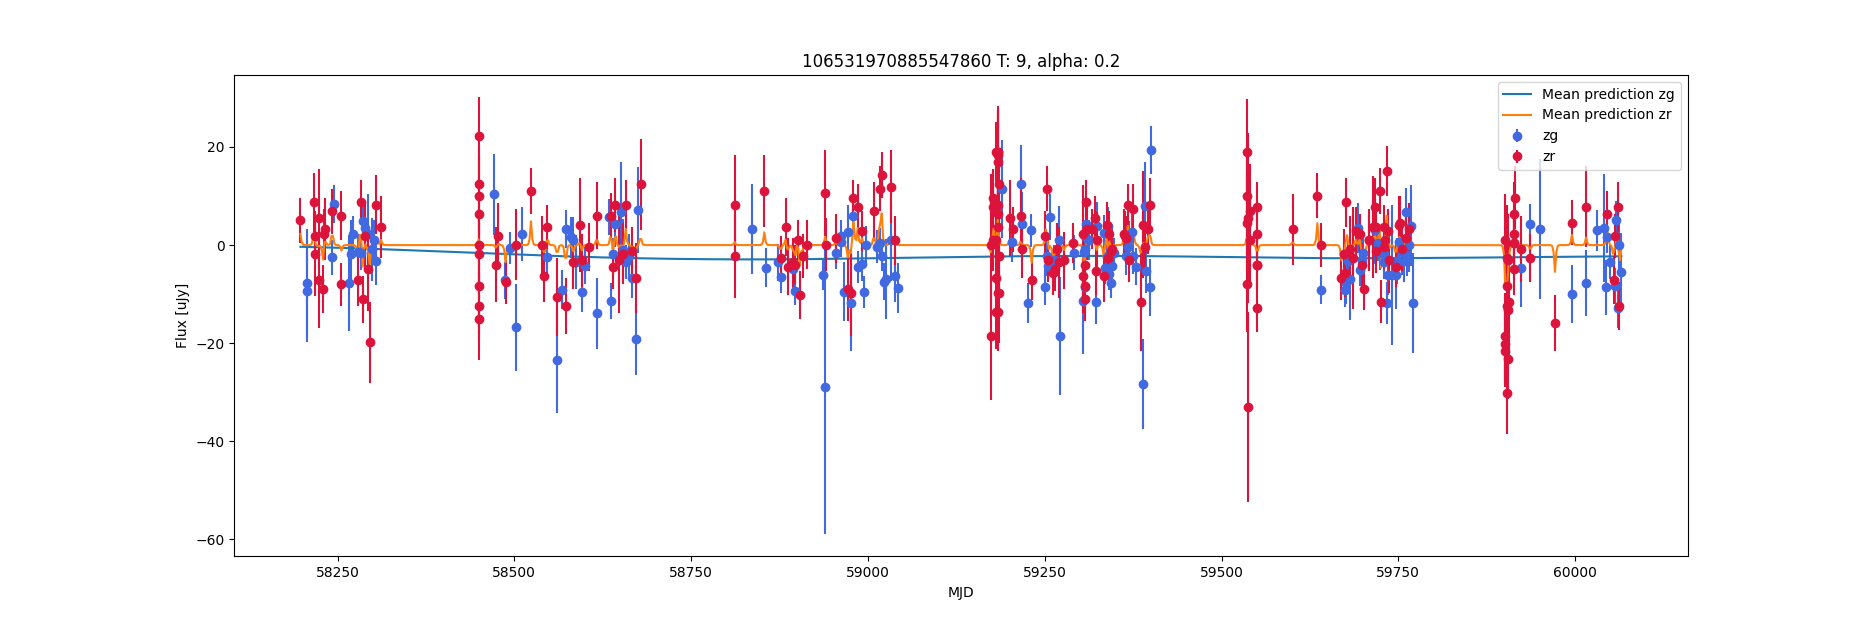 106531970885547860 T: 9, alpha: 0.2
Mean prediction zg
Mean prediction zr
zg
zr
20
0
−20
−40
−60
Flux [uJy]
58250
58500
58750
59000
59250
59500
59750
60000
MJD